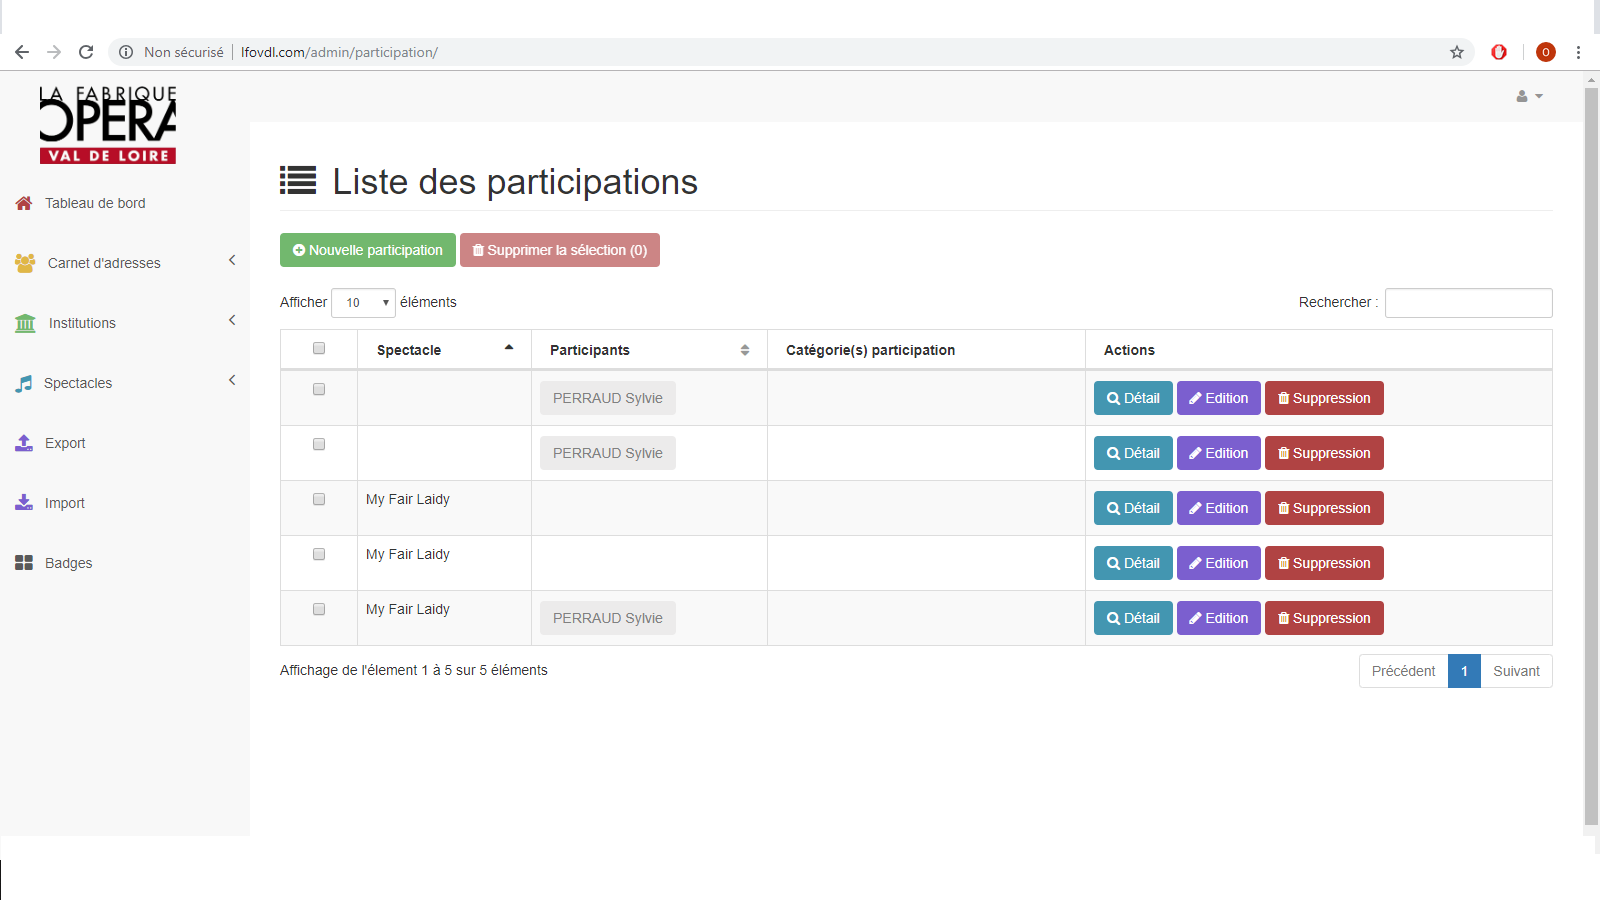 Non sécurisé | lfovdl.com/admin/participation/
O
LA FABRIQUE
OPERA
VAL DE LOIRE
Tableau de bord
Carnet d'adresses
Institutions
Spectacles
Export
Import
Badges
Liste des participations
Nouvelle participation Supprimer la sélection (0)
Afficher 10 éléments Rechercher :
Spectacle Participants Catégorie(s) participation Actions
PERRAUD Sylvie Détail Edition Suppression
PERRAUD Sylvie Détail Edition Suppression
My Fair Laidy Détail Edition Suppression
My Fair Laidy Détail Edition Suppression
My Fair Laidy PERRAUD Sylvie Détail Edition Suppression
Affichage de l'élement 1 à 5 sur 5 éléments Précédent 1 Suivant